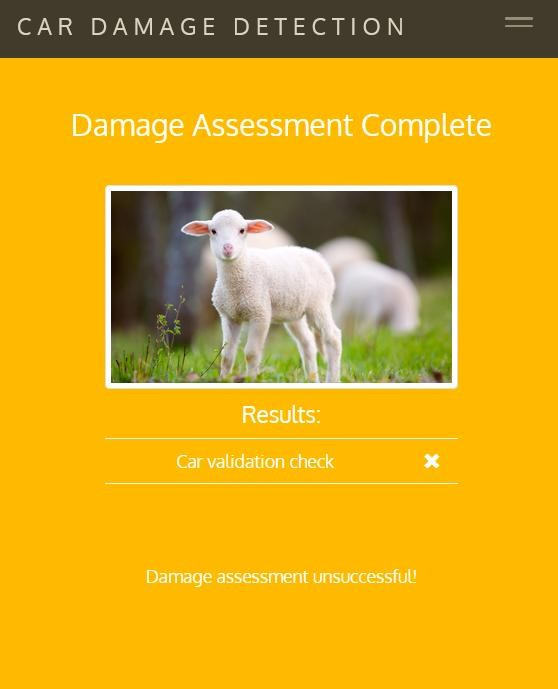 CAR DAMAGE DETECTION
Damage Assessment Complete
Results:
Car validation check
Damage assessment unsuccessful!